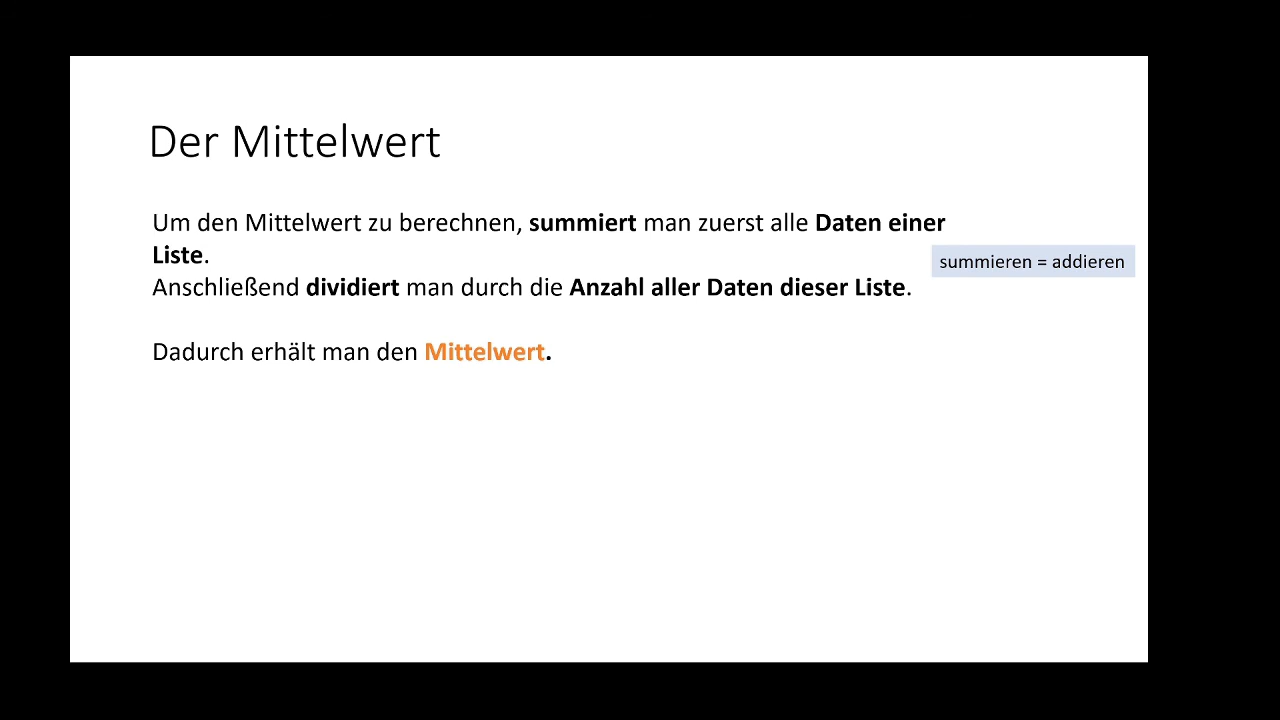 Der Mittelwert
Um den Mittelwert zu berechnen, summiert man zuerst alle Daten einer
Liste.
summieren = addieren
Anschließend dividiert man durch die Anzahl aller Daten dieser Liste.
Dadurch erhält man den Mittelwert.